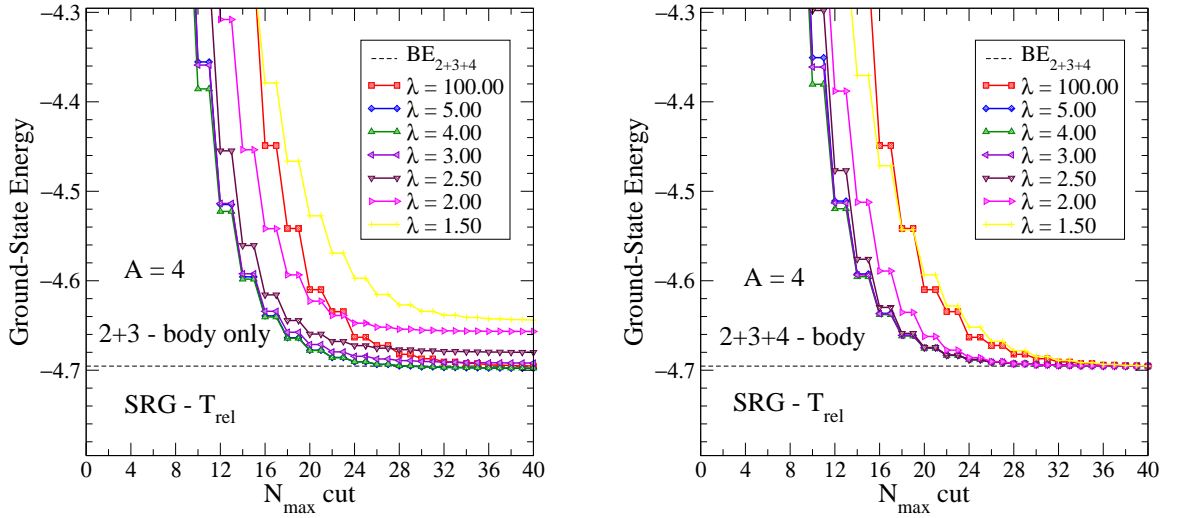 −4.3
−4.4
−4.5
−4.6
−4.7
Ground-State Energy
BE2+3+4
λ = 100.00
λ = 5.00
λ = 4.00
λ = 3.00
λ = 2.50
λ = 2.00
λ = 1.50
A = 4
2+3 - body only
SRG - Trel
0 4 8 12 16 20 24 28 32 36 40
Nmax cut
−4.3
−4.4
−4.5
−4.6
−4.7
Ground-State Energy
BE2+3+4
λ = 100.00
λ = 5.00
λ = 4.00
λ = 3.00
λ = 2.50
λ = 2.00
λ = 1.50
A = 4
2+3+4 - body
SRG - Trel
0 4 8 12 16 20 24 28 32 36 40
Nmax cut